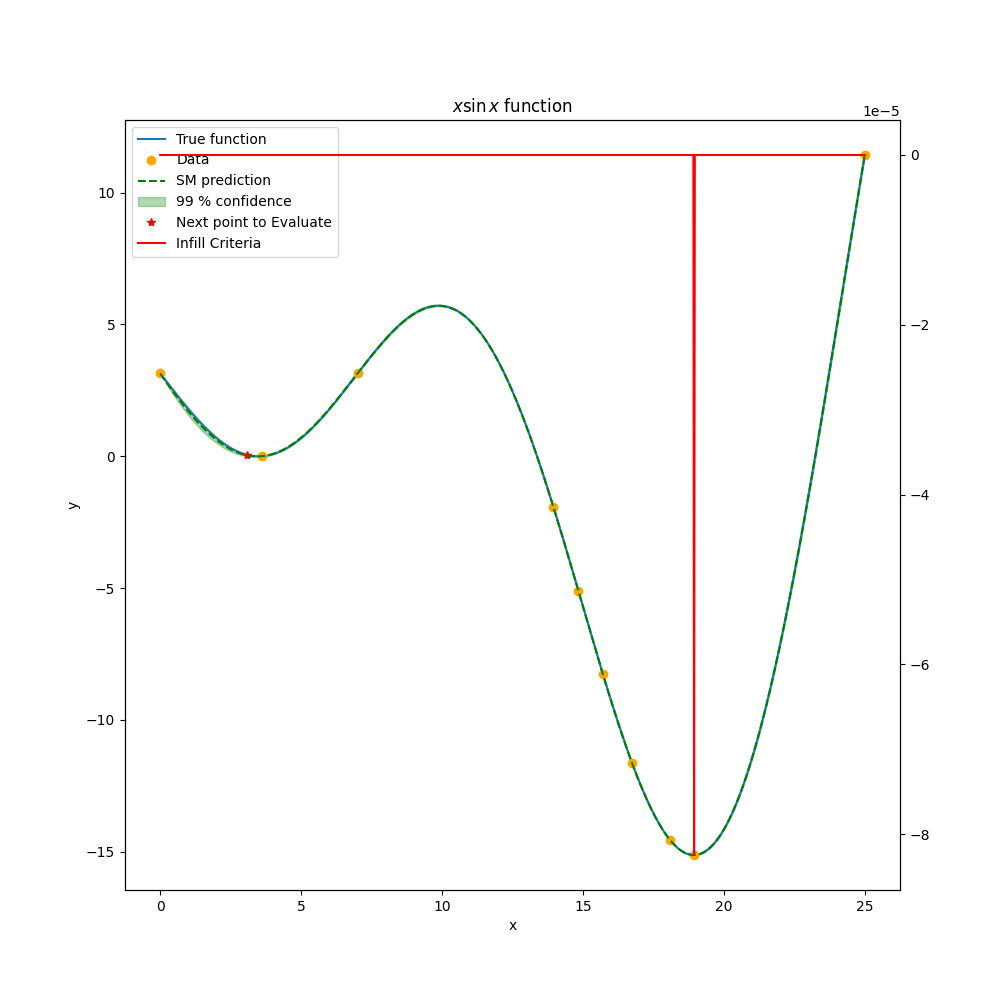 x sin x function
1e−5
True function
Data
SM prediction
99 % confidence
Next point to Evaluate
Infill Criteria
10
5
0
−5
−10
−15
y
0
−2
−4
−6
−8
0
5
10
15
20
25
x